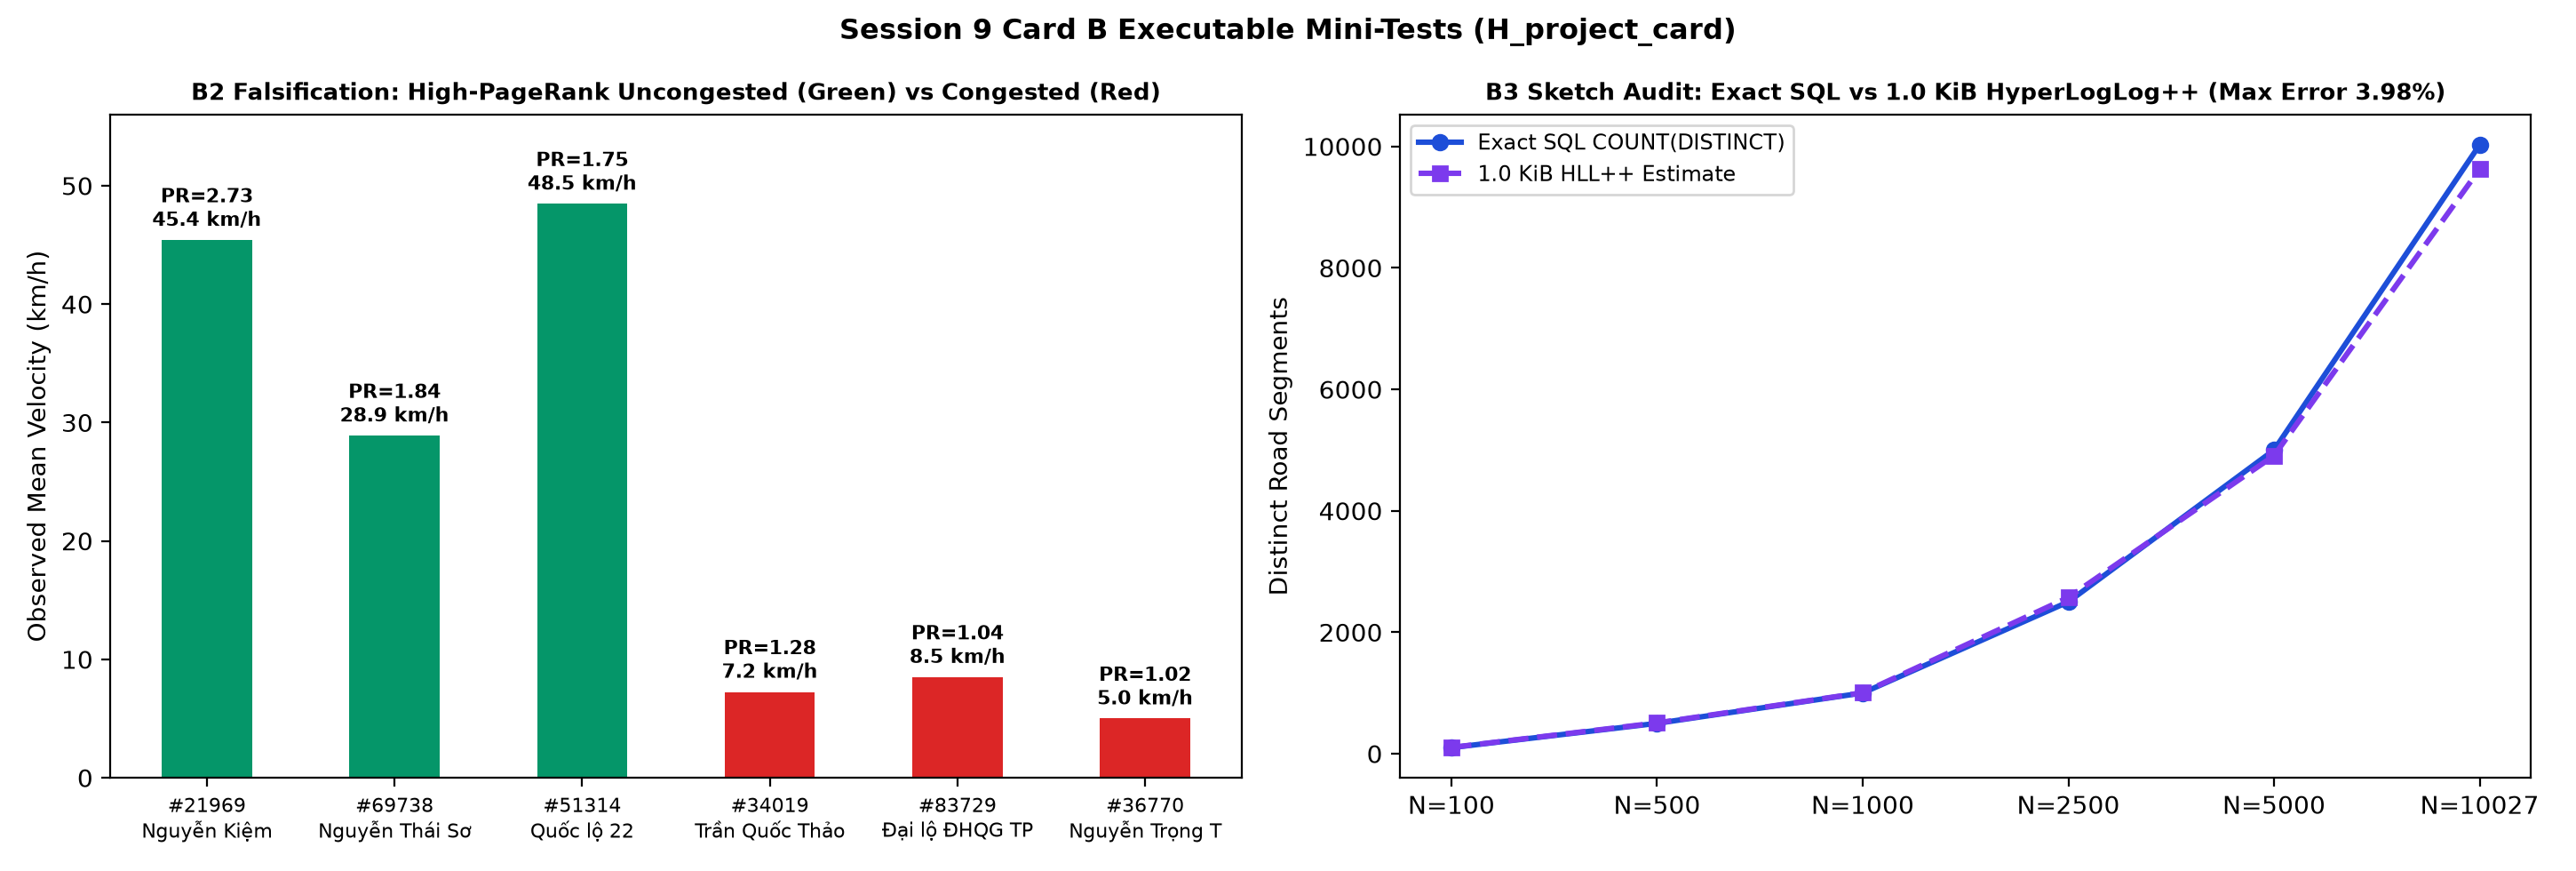 Session 9 Card B Executable Mini-Tests (H_project_card)
B2 Falsification: High-PageRank Uncongested (Green) vs Congested (Red)
Observed Mean Velocity (km/h)
50
40
30
20
10
0
PR=2.73
45.4 km/h
PR=1.84
28.9 km/h
PR=1.75
48.5 km/h
PR=1.28
7.2 km/h
PR=1.04
8.5 km/h
PR=1.02
5.0 km/h
#21969
Nguyễn Kiệm
#69738
Nguyễn Thái Sơ
#51314
Quốc lộ 22
#34019
Trần Quốc Thảo
#83729
Đại lộ ĐHQG TP
#36770
Nguyễn Trọng T
B3 Sketch Audit: Exact SQL vs 1.0 KiB HyperLogLog++ (Max Error 3.98%)
Exact SQL COUNT(DISTINCT)
1.0 KiB HLL++ Estimate
Distinct Road Segments
10000
8000
6000
4000
2000
0
N=100
N=500
N=1000
N=2500
N=5000
N=10027